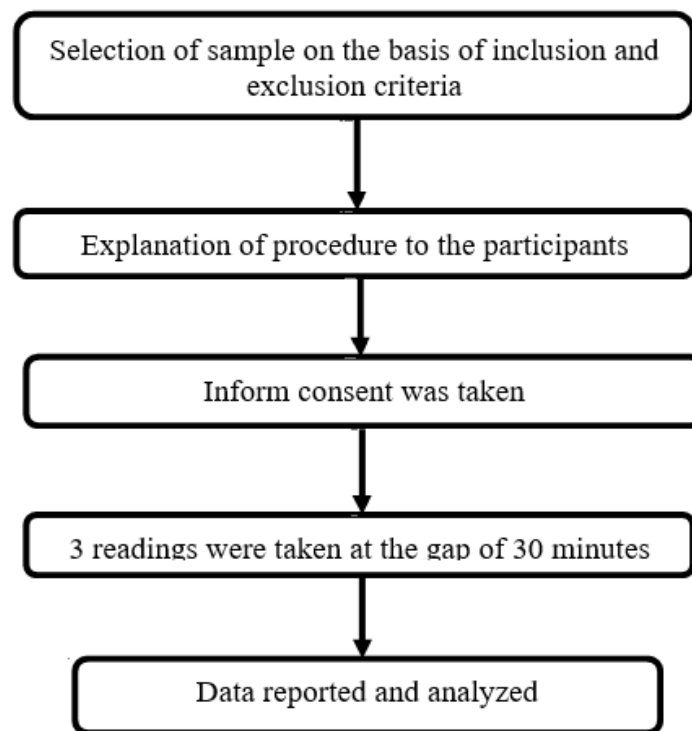 Selection of sample on the basis of inclusion and
exclusion criteria
Explanation of procedure to the participants
Inform consent was taken
3 readings were taken at the gap of 30 minutes
Data reported and analyzed